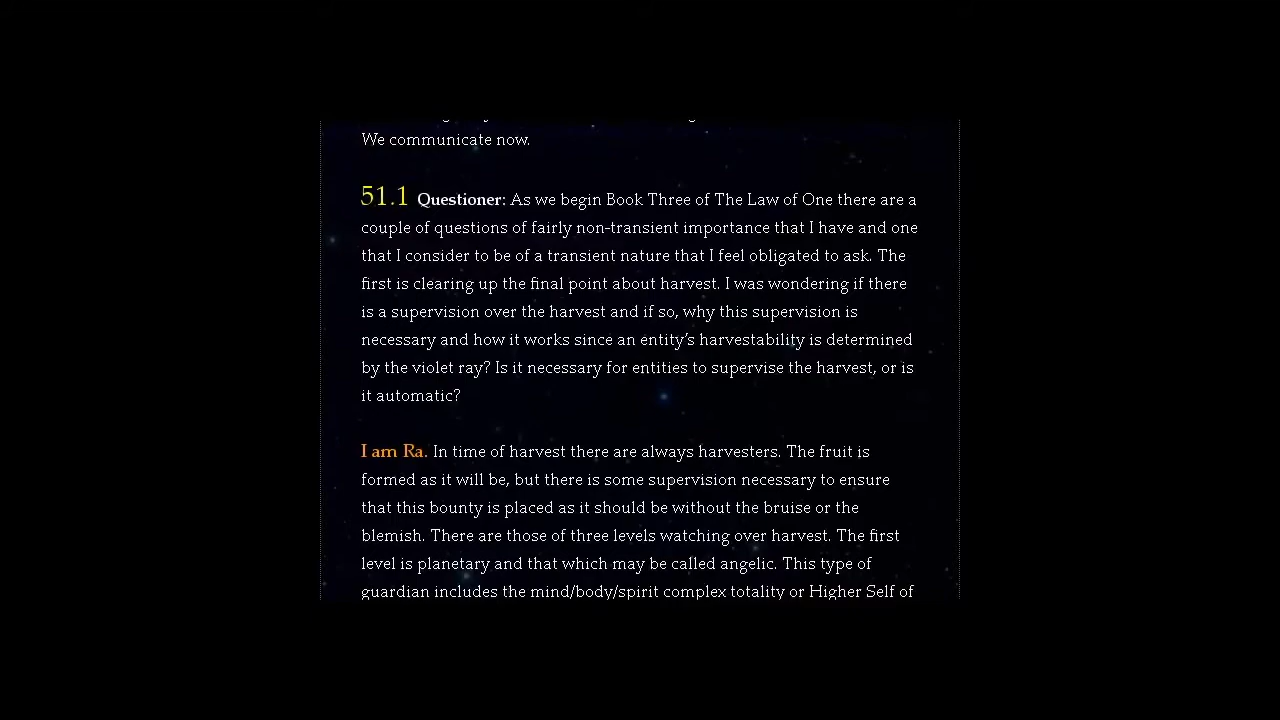 We communicate now.
51.1 Questioner: As we begin Book Three of The Law of One there are a
couple of questions of fairly non-transient importance that I have and one
that I consider to be of a transient nature that I feel obligated to ask. The
first is clearing up the final point about harvest. I was wondering if there
is a supervision over the harvest and if so, why this supervision is
necessary and how it works since an entity’s harvestability is determined
by the violet ray? Is it necessary for entities to supervise the harvest, or is
it automatic?
I am Ra. In time of harvest there are always harvesters. The fruit is
formed as it will be, but there is some supervision necessary to ensure
that this bounty is placed as it should be without the bruise or the
blemish. There are those of three levels watching over harvest. The first
level is planetary and that which may be called angelic. This type of
guardian includes the mind/body/spirit complex totality or Higher Self of